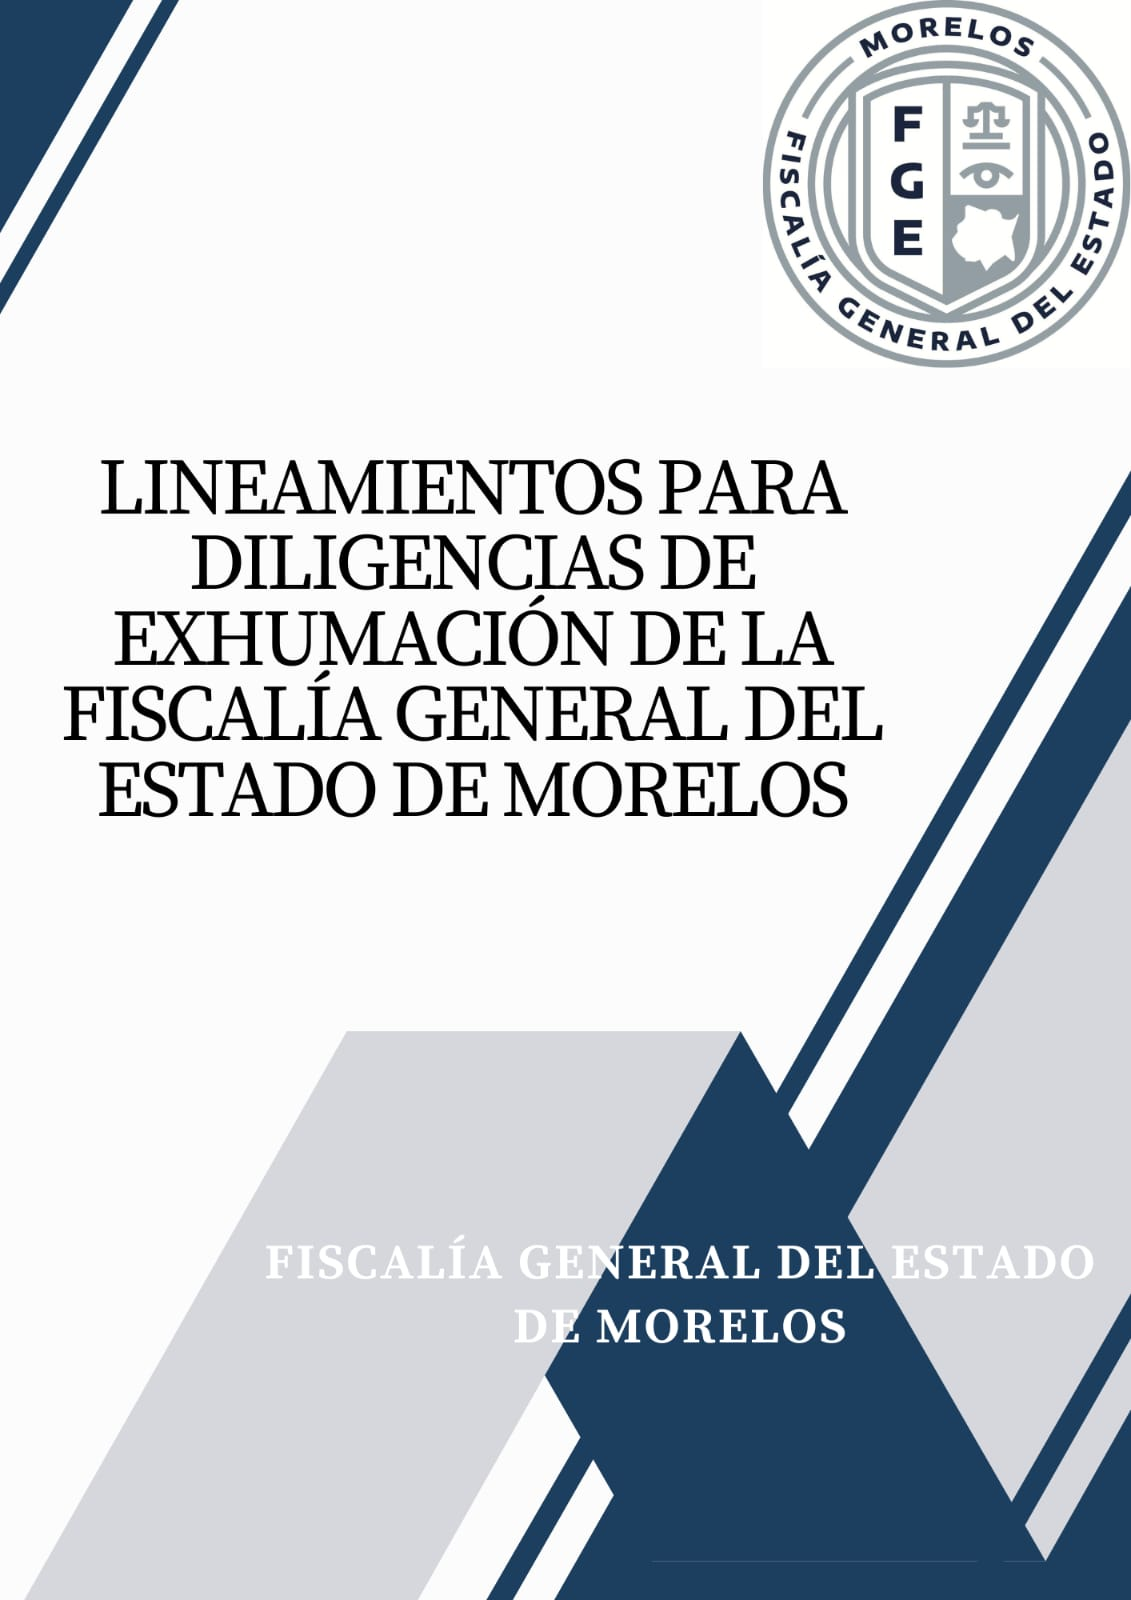 MORELOS
FISCALÍA GENERAL DEL ESTADO
F
G
E
LINEAMIENTOS PARA
DILIGENCIAS DE
EXHUMACIÓN DE LA
FISCALÍA GENERAL DEL
ESTADO DE MORELOS
FISCALÍA GENERAL DEL ESTADO
DE MORELOS